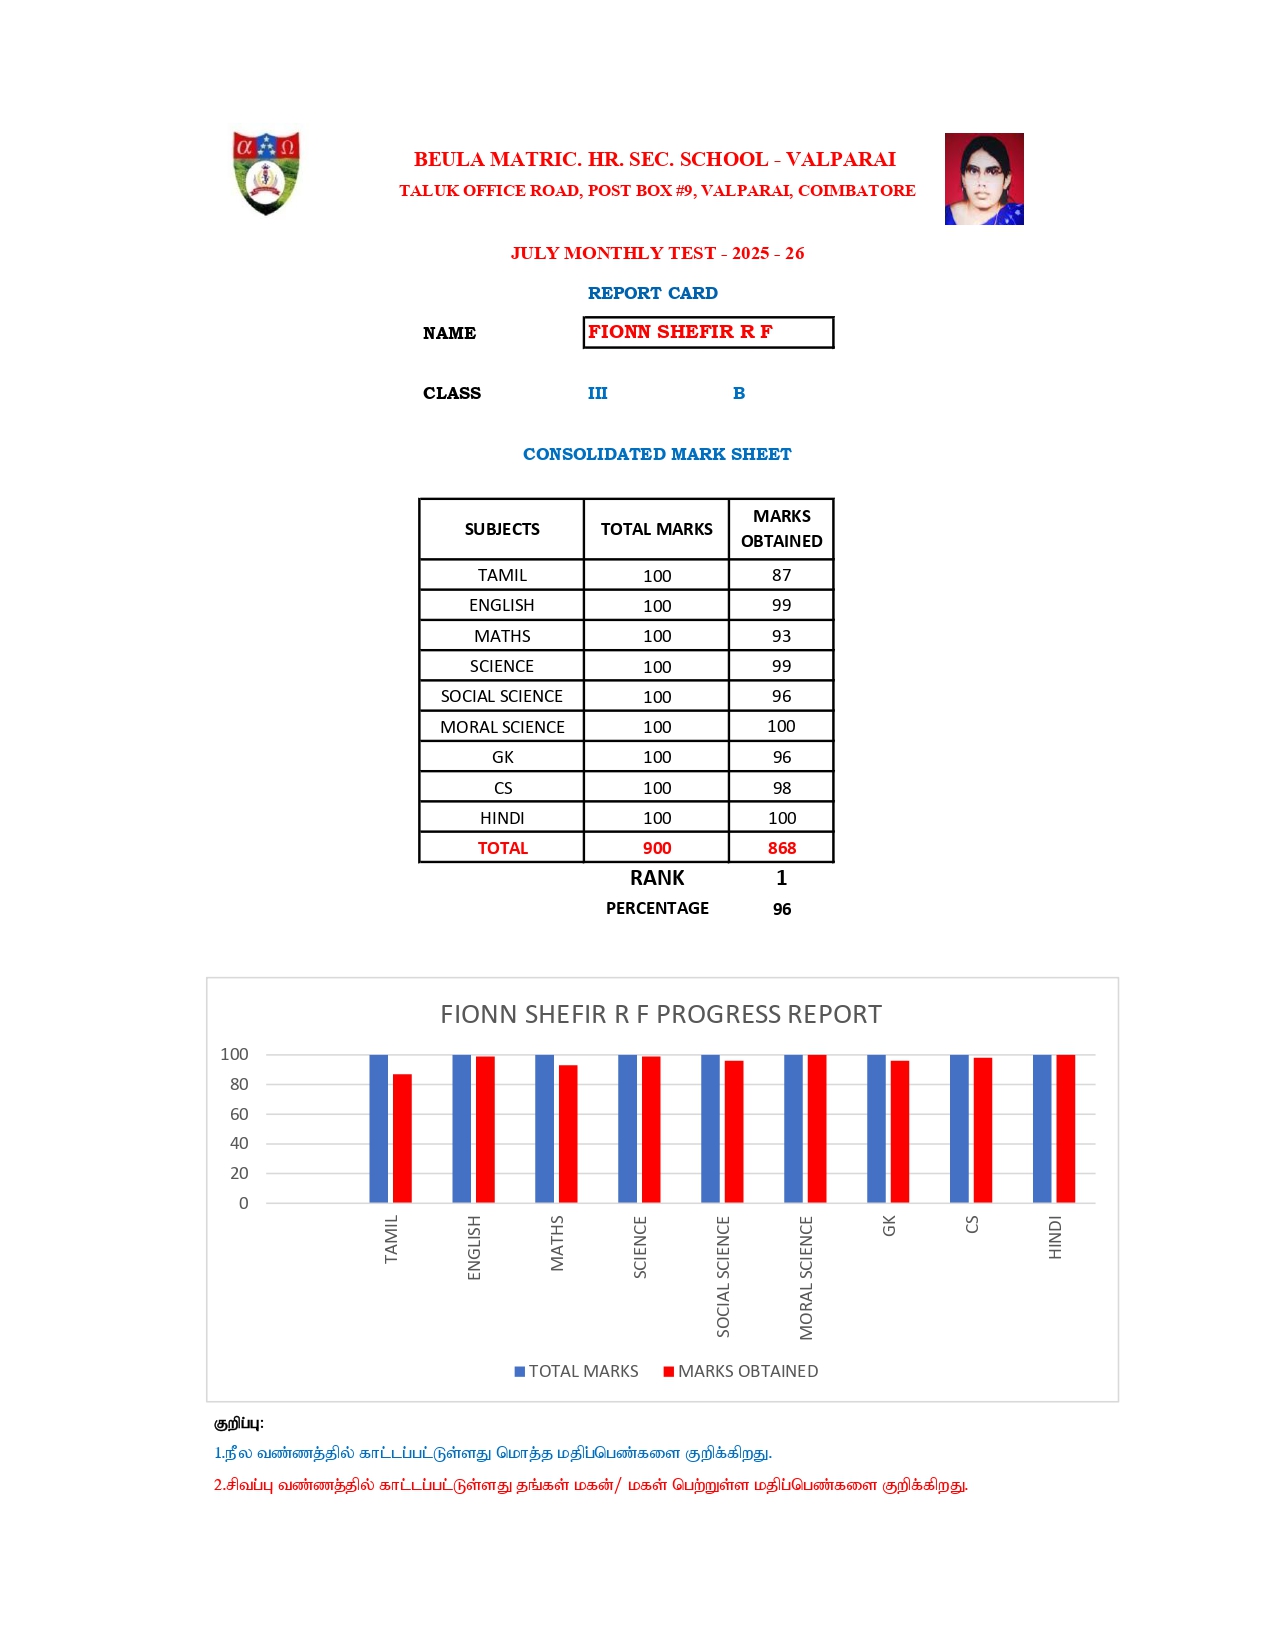 α Ω
BEULA MATRIC. HR. SEC. SCHOOL - VALPARAI
TALUK OFFICE ROAD, POST BOX #9, VALPARAI, COIMBATORE
JULY MONTHLY TEST - 2025 - 26
REPORT CARD
NAME FIONN SHEFIR R F
CLASS III B
CONSOLIDATED MARK SHEET
SUBJECTS TOTAL MARKS MARKS OBTAINED
TAMIL 100 87
ENGLISH 100 99
MATHS 100 93
SCIENCE 100 99
SOCIAL SCIENCE 100 96
MORAL SCIENCE 100 100
GK 100 96
CS 100 98
HINDI 100 100
TOTAL 900 868
RANK 1
PERCENTAGE 96
FIONN SHEFIR R F PROGRESS REPORT
100
80
60
40
20
0
TAMIL ENGLISH MATHS SCIENCE SOCIAL SCIENCE MORAL SCIENCE GK CS HINDI
TOTAL MARKS MARKS OBTAINED
குறிப்பு:
1.நீல வண்ணத்தில் காட்டப்பட்டுள்ளது மொத்த மதிப்பெண்களை குறிக்கிறது.
2.சிவப்பு வண்ணத்தில் காட்டப்பட்டுள்ளது தங்கள் மகன்/ மகள் பெற்றுள்ள மதிப்பெண்களை குறிக்கிறது.